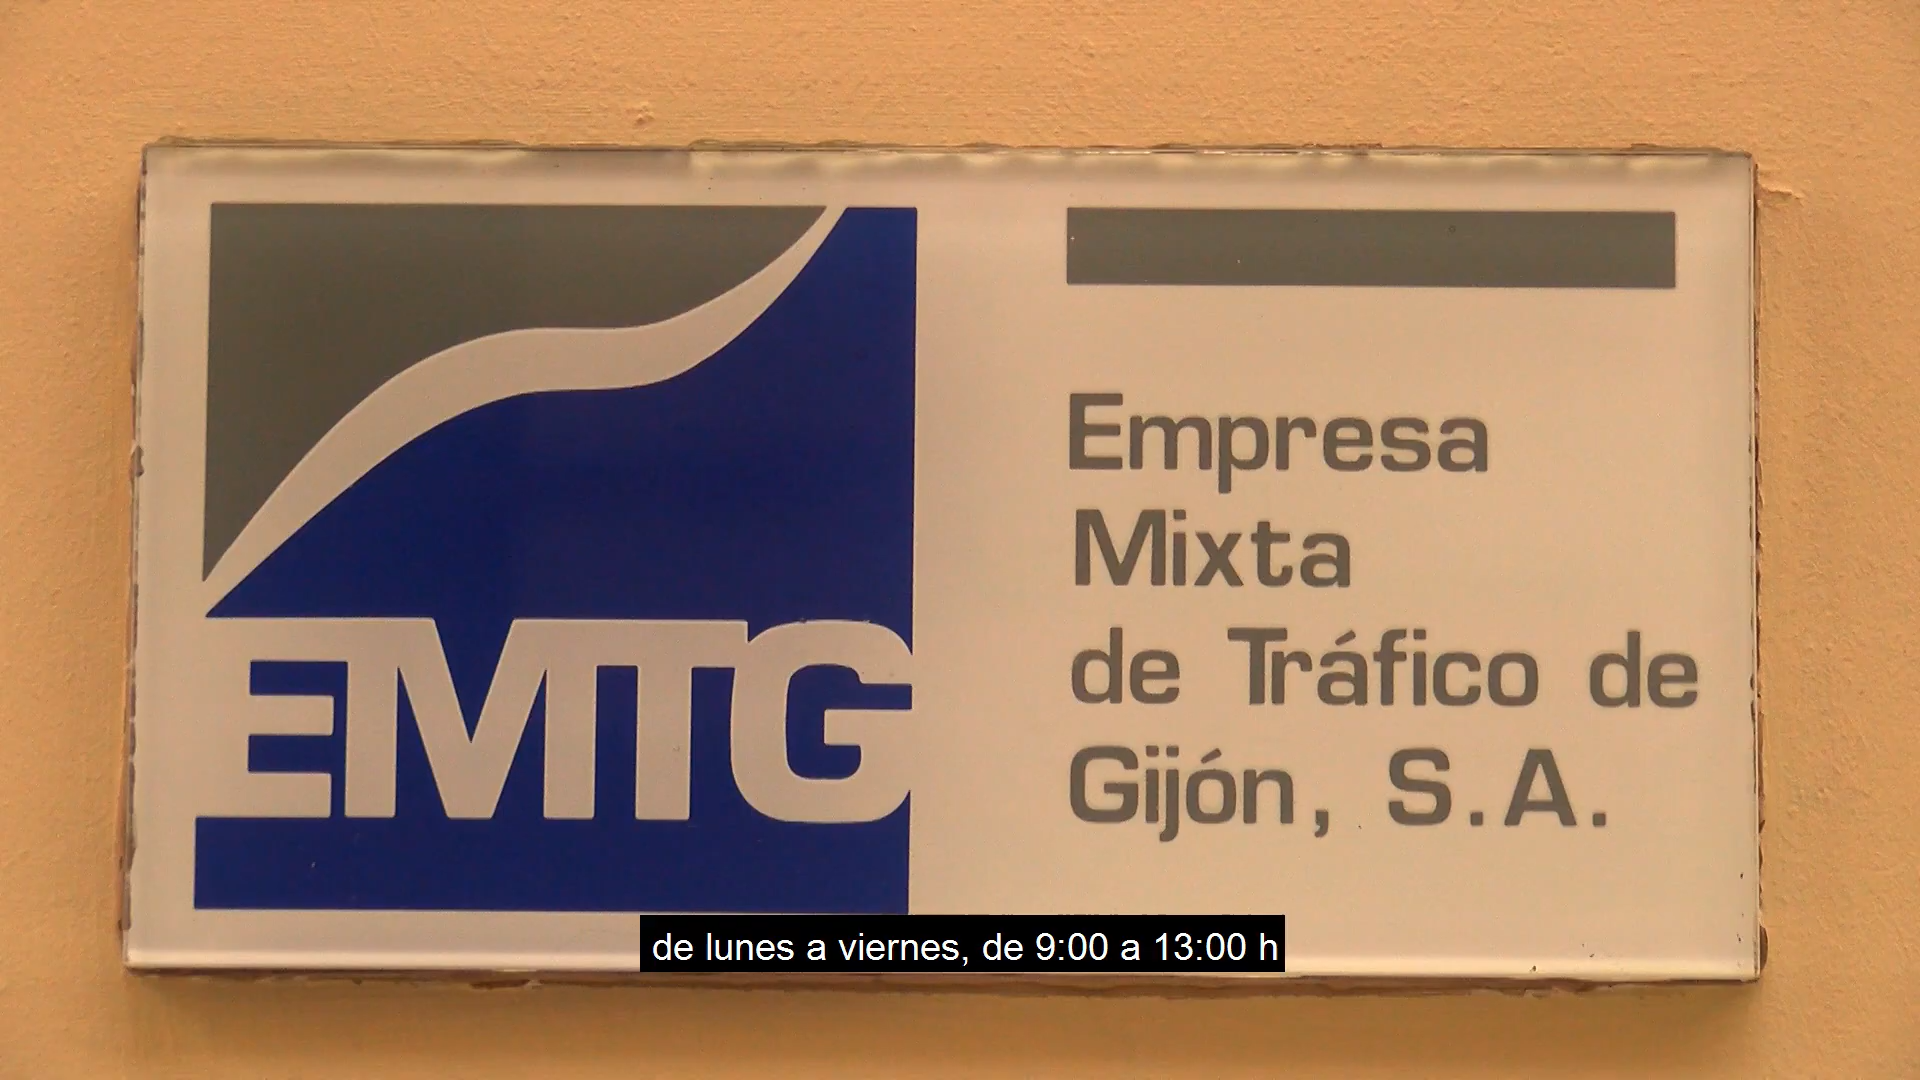 EMTG
Empresa
Mixta
de Tráfico de
Gijón, S.A.
de lunes a viernes, de 9:00 a 13:00 h